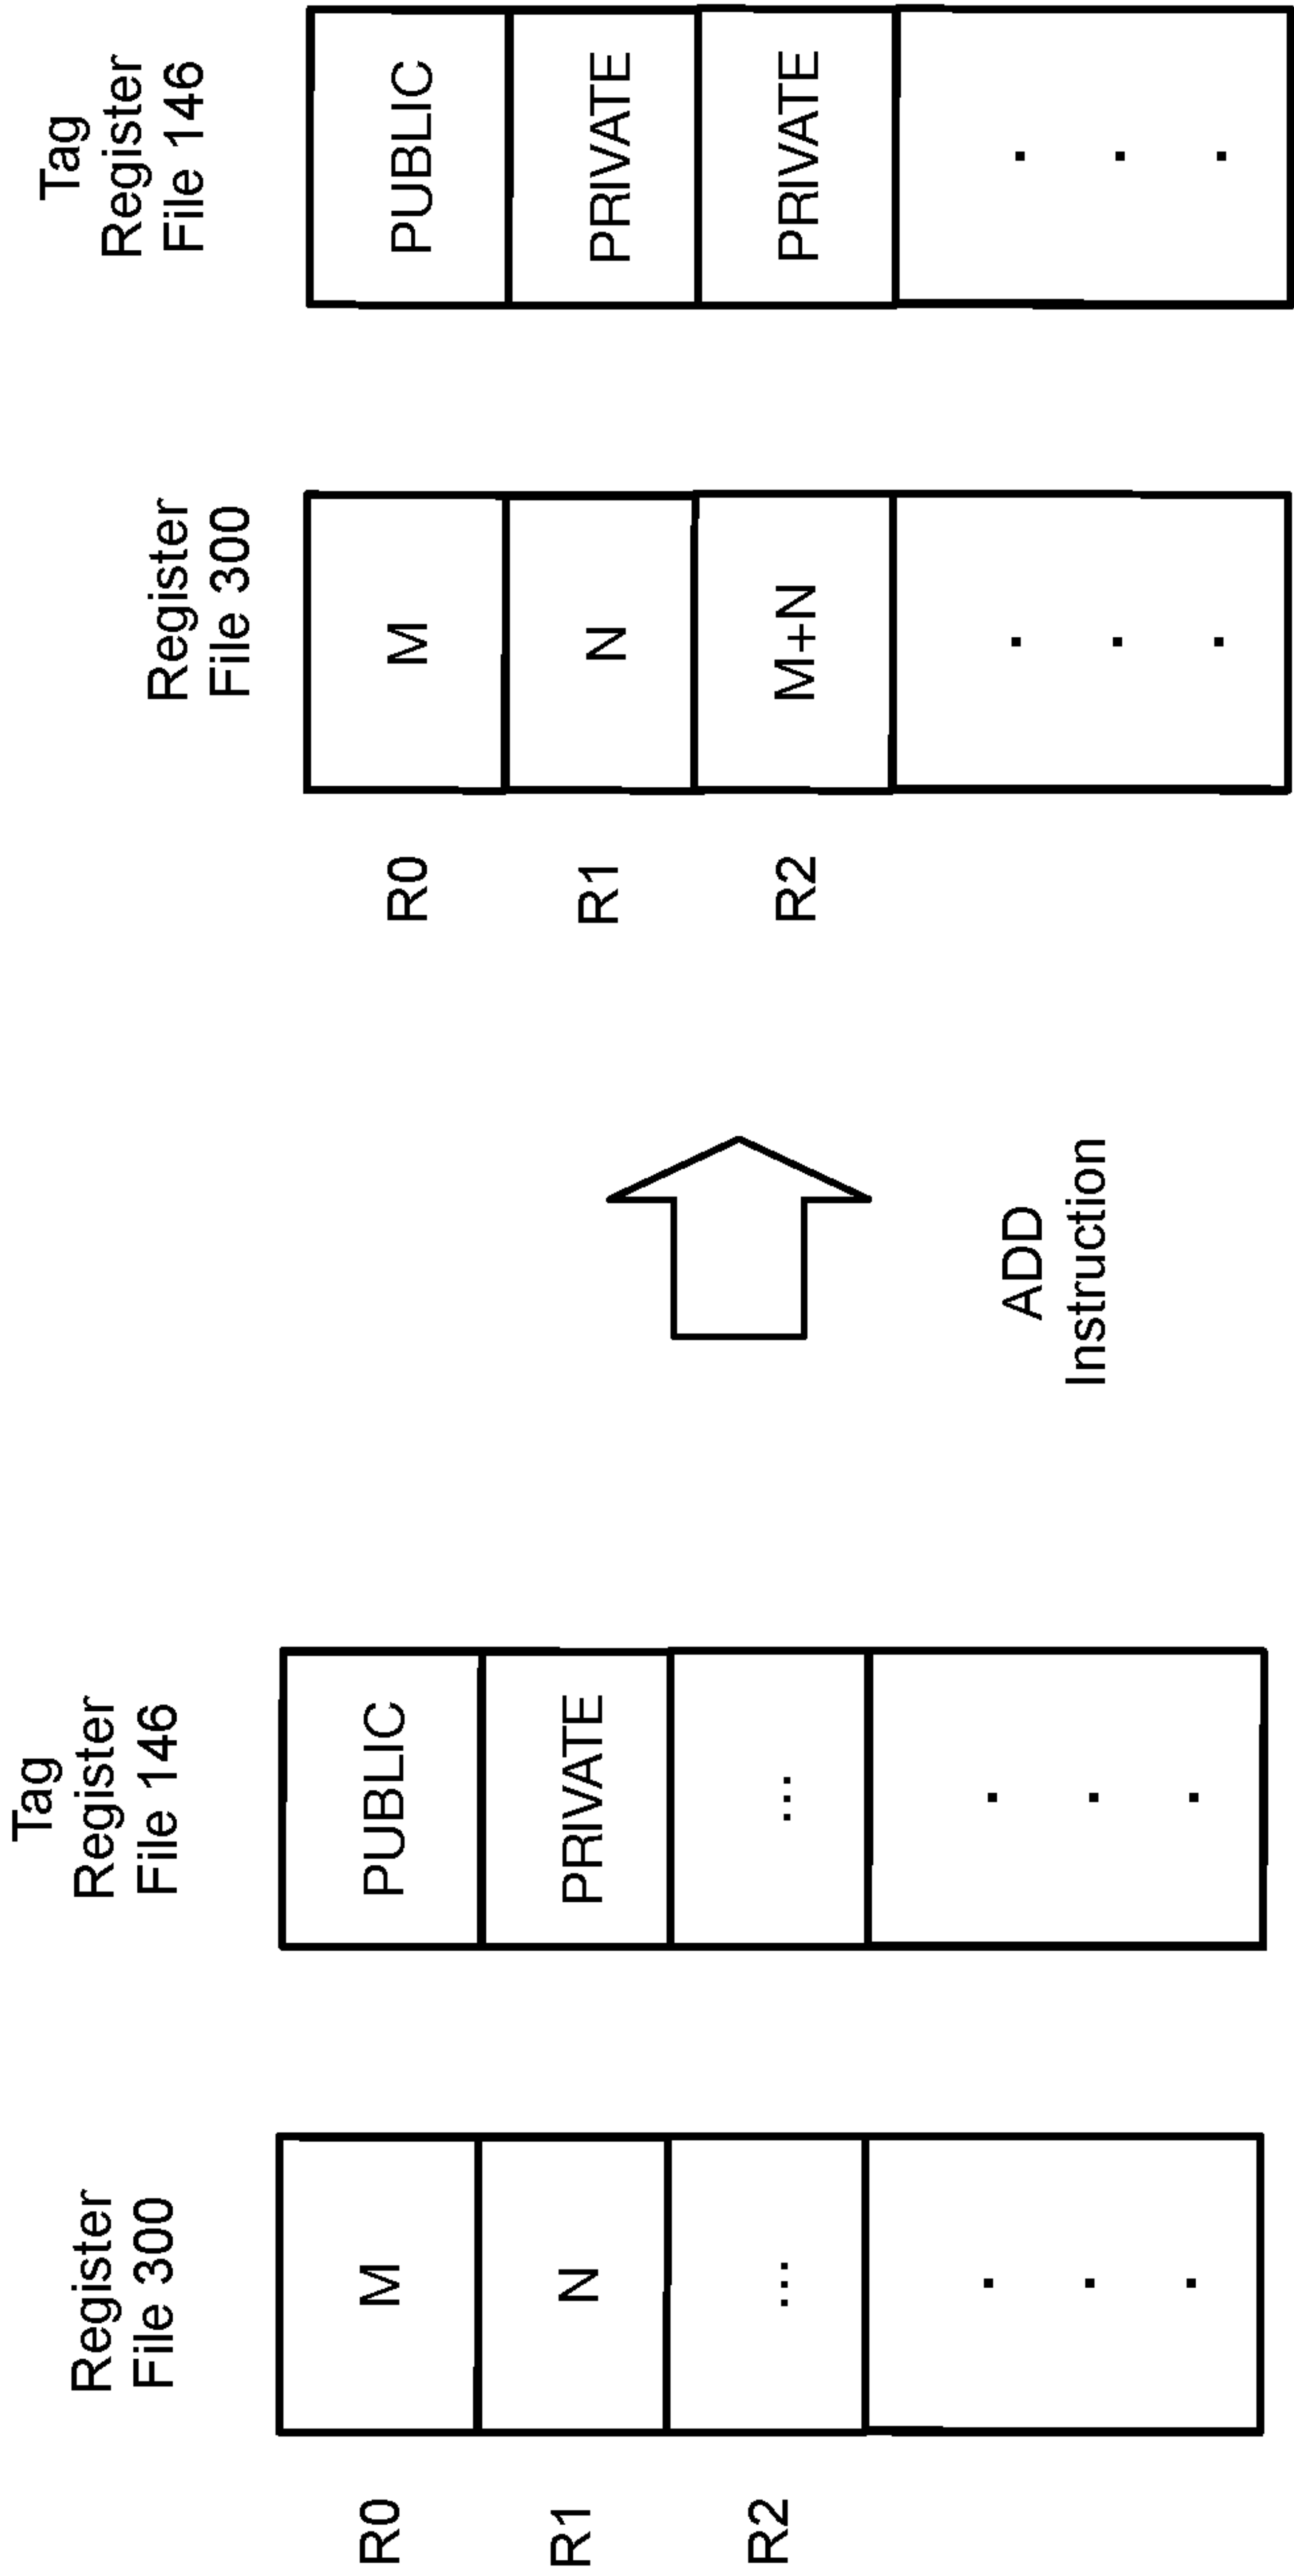 Register
File 300
Tag
Register
File 146
R0
M
PUBLIC
R1
N
PRIVATE
R2
...
...
.
.
.
.
.
.
ADD
Instruction
Register
File 300
Tag
Register
File 146
R0
M
PUBLIC
R1
N
PRIVATE
R2
M+N
PRIVATE
.
.
.
.
.
.